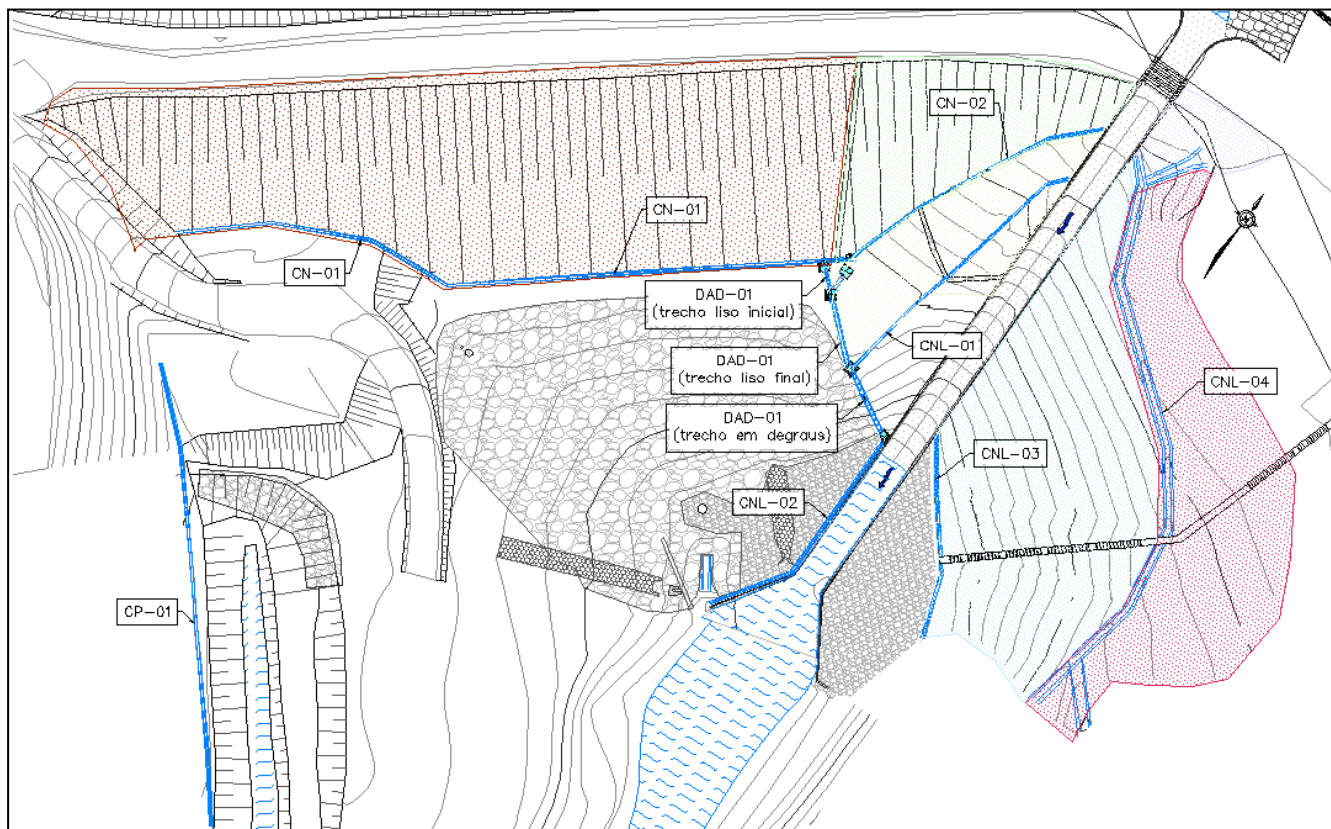 CN-02
CN-01
CN-01
DAD-01
(trecho liso inicial)
CNL-01
DAD-01
(trecho liso final)
CNL-04
DAD-01
(trecho em degraus)
CNL-03
CNL-02
CP-01